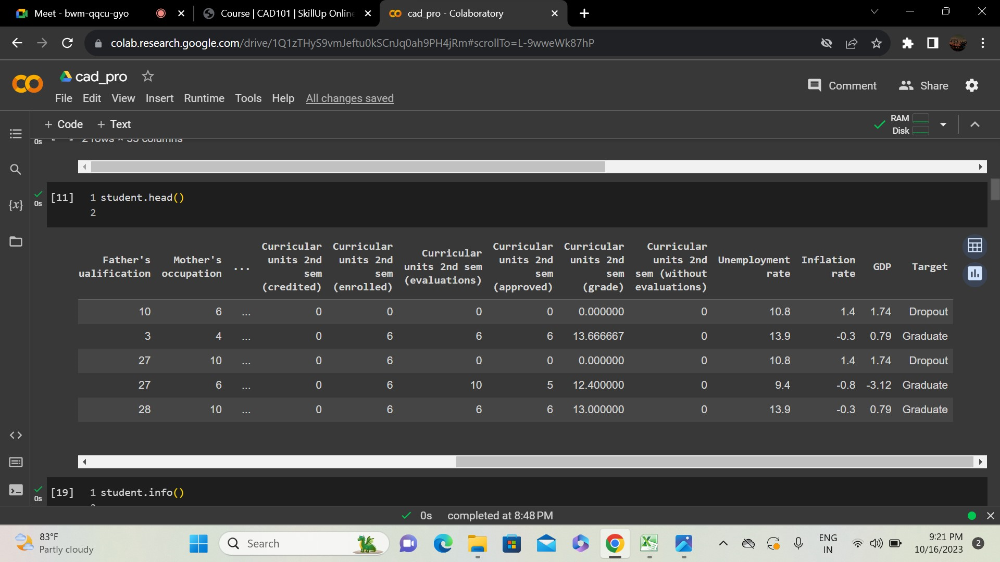 Meet - bwm-qqcu-gyo
Course | CAD101 | SkillUp Online
cad_pro - Colaboratory
colab.research.google.com/drive/1Q1zTHyS9vmJeftu0kSCnJq0ah9PH4jRm#scrollTo=L-9wweWk87hP
cad_pro
Comment Share
File Edit View Insert Runtime Tools Help All changes saved
+ Code + Text
RAM
Disk
0s 2 rows × 35 columns
[11] 1 student.head()
0s
2
Father's ualification Mother's occupation ... Curricular units 2nd sem (credited) Curricular units 2nd sem (enrolled) Curricular units 2nd sem (evaluations) Curricular units 2nd sem (approved) Curricular units 2nd sem (grade) Curricular units 2nd sem (without evaluations) Unemployment rate Inflation rate GDP Target
10 6 ... 0 0 0 0 0.000000 0 10.8 1.4 1.74 Dropout
3 4 ... 0 6 6 6 13.666667 0 13.9 -0.3 0.79 Graduate
27 10 ... 0 6 0 0 0.000000 0 10.8 1.4 1.74 Dropout
27 6 ... 0 6 10 5 12.400000 0 9.4 -0.8 -3.12 Graduate
28 10 ... 0 6 6 6 13.000000 0 13.9 -0.3 0.79 Graduate
[19] 1 student.info()
0s
0s completed at 8:48 PM
83°F
Partly cloudy
Search
ENG
IN
9:21 PM
10/16/2023
2